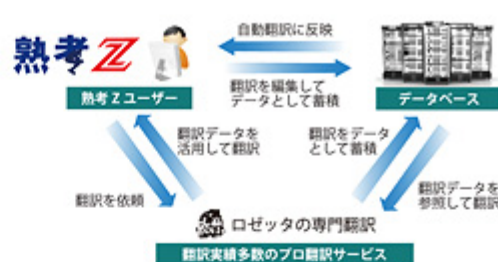 自動翻訳に反映
熟考Z
翻訳を編集して
データとして蓄積
熟考Zユーザー
データベース
翻訳データを
活用して翻訳
翻訳をデータ
として蓄積
翻訳を依頼
翻訳データを
参照して翻訳
ロゼッタの専門翻訳
翻訳実績多数のプロ翻訳サービス